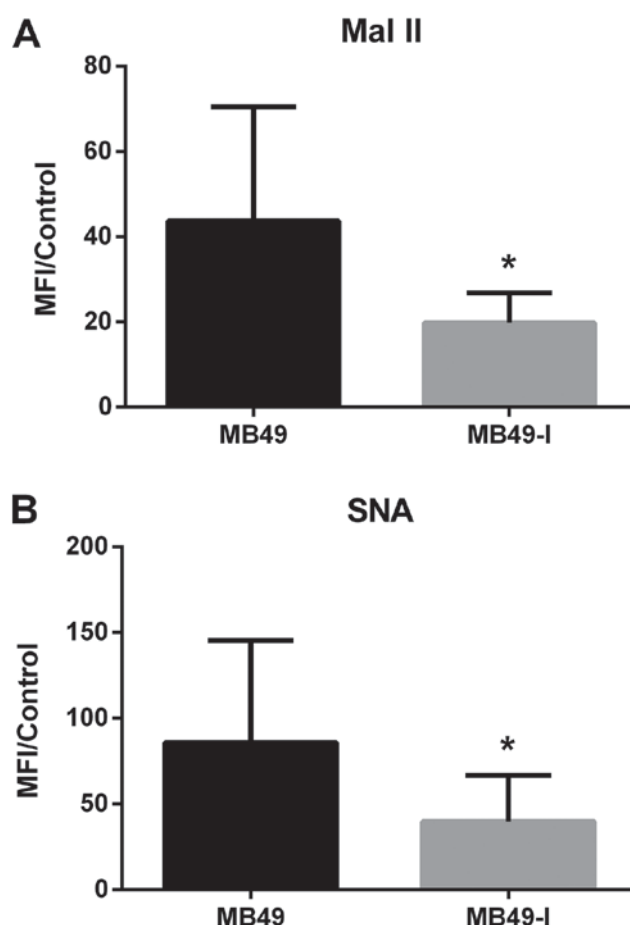 A
Mal II
MFI/Control
80
60
40
20
0
MB49
MB49-I
*
B
SNA
MFI/Control
200
150
100
50
0
MB49
MB49-I
*